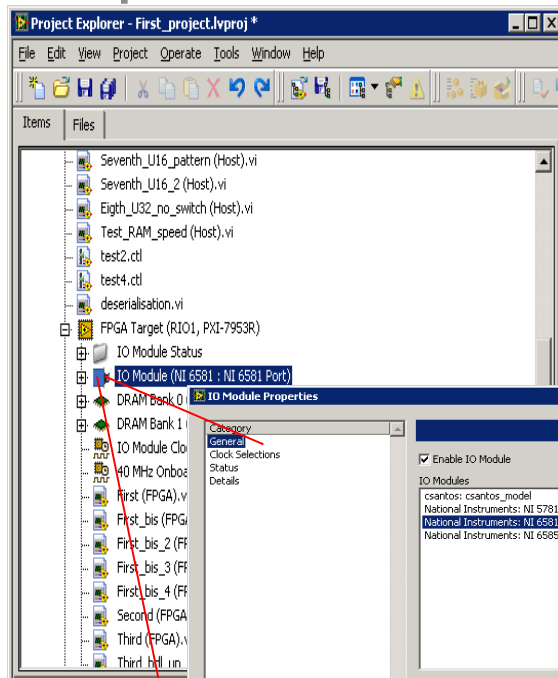 Project Explorer - First_project.lvproj *
File Edit View Project Operate Tools Window Help
Items Files
Seventh_U16_pattern (Host).vi
Seventh_U16_2 (Host).vi
Eigth_U32_no_switch (Host).vi
Test_RAM_speed (Host).vi
test2.ctl
test4.ctl
deserialisation.vi
FPGA Target (RIO1, PXI-7953R)
IO Module Status
IO Module (NI 6581 : NI 6581 Port)
DRAM Bank 0
DRAM Bank 1
IO Module Clo
40 MHz Onboa
First (FPGA).v
First_bis (FPGA
First_bis_2 (FF
First_bis_3 (FF
First_bis_4 (FF
Second (FPGA
Third (FPGA).v
Third_hdl_un
IO Module Properties
Category
General
Clock Selections
Status
Details
Enable IO Module
IO Modules
csantos: csantos_model
National Instruments: NI 5781
National Instruments: NI 6581
National Instruments: NI 6585